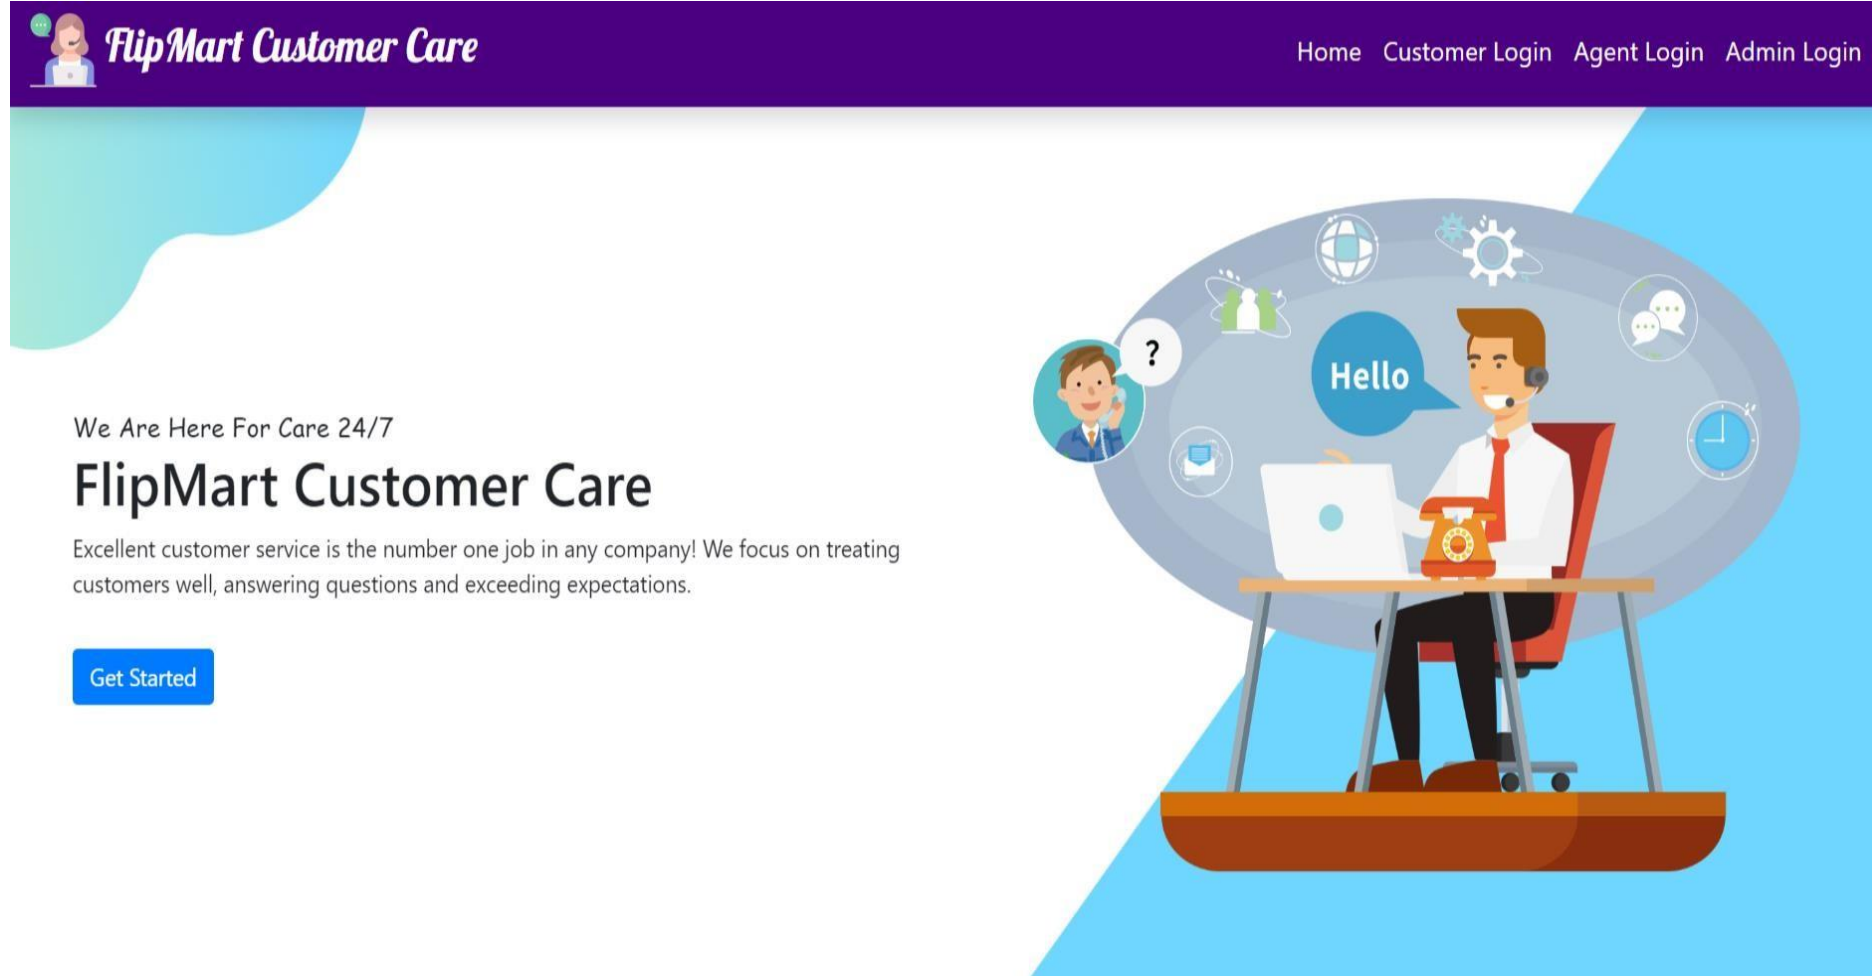 FlipMart Customer Care
Home Customer Login Agent Login Admin Login
We Are Here For Care 24/7
FlipMart Customer Care
Excellent customer service is the number one job in any company! We focus on treating
customers well, answering questions and exceeding expectations.
Get Started
?
Hello